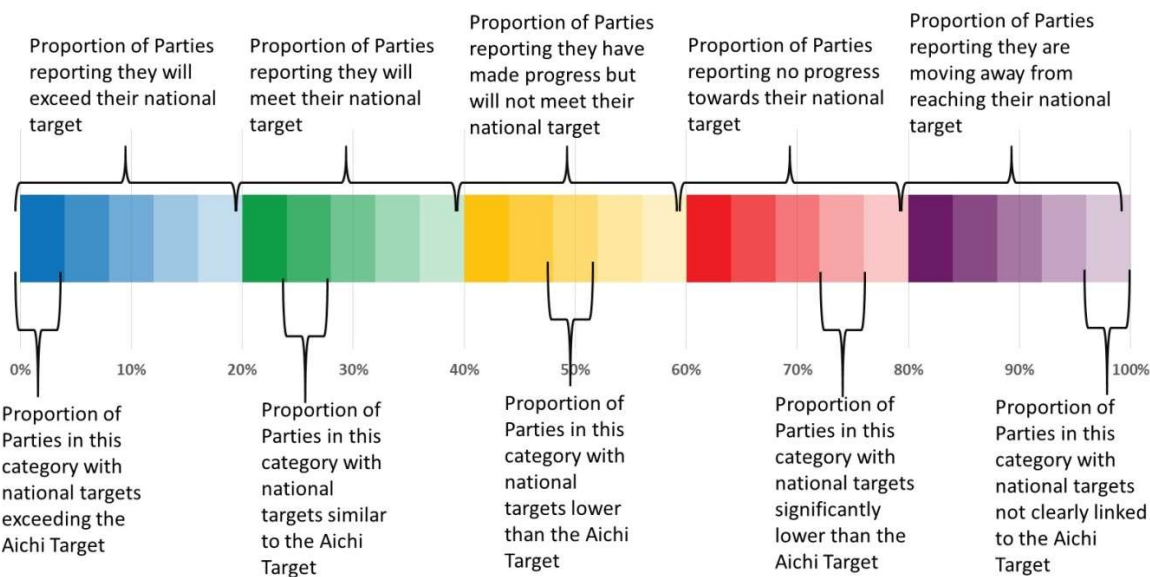 Proportion of Parties
reporting they will
exceed their national
target
Proportion of Parties
reporting they will
meet their national
target
Proportion of Parties
reporting they have
made progress but
will not meet their
national target
Proportion of Parties
reporting no progress
towards their national
target
Proportion of Parties
reporting they are
moving away from
reaching their national
target
0%
10%
20%
30%
40%
50%
60%
70%
80%
90%
100%
Proportion of
Parties in this
category with
national targets
exceeding the
Aichi Target
Proportion of
Parties in this
category with
national
targets similar
to the Aichi
Target
Proportion of
Parties in this
category with
national
targets lower
than the Aichi
Target
Proportion of
Parties in this
category with
national targets
significantly
lower than the
Aichi Target
Proportion of
Parties in this
category with
national targets
not clearly linked
to the Aichi
Target